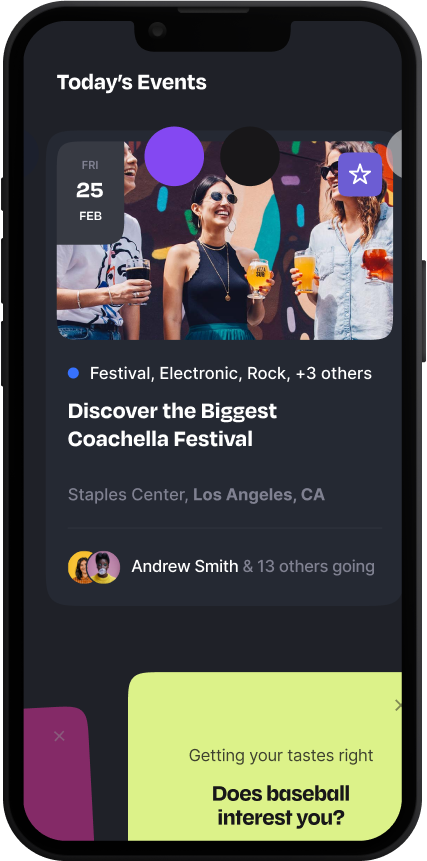 Today’s Events
FRI
25
FEB
Festival, Electronic, Rock, +3 others
Discover the Biggest
Coachella Festival
Staples Center, Los Angeles, CA
Andrew Smith & 13 others going
Getting your tastes right
Does baseball
interest you?